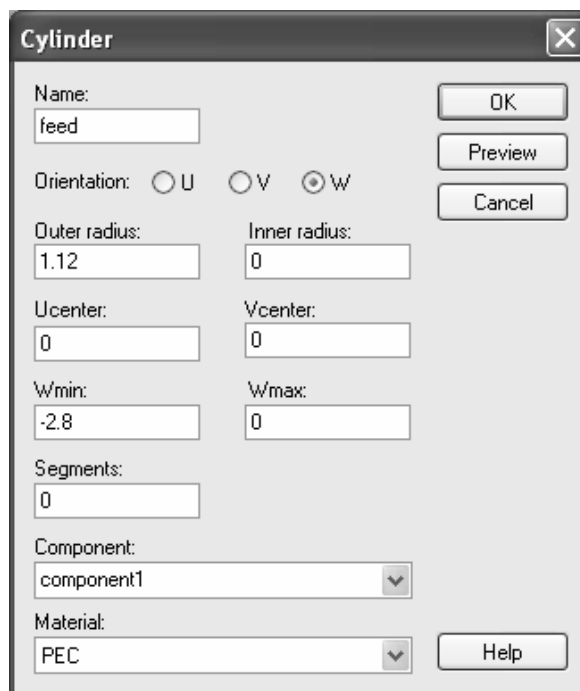 Cylinder
Name:
feed
OK
Preview
Cancel
Orientation: U V W
Outer radius: Inner radius:
1.12 0
Ucenter: Vcenter:
0 0
Wmin: Wmax:
-2.8 0
Segments:
0
Component:
component1
Material:
PEC
Help